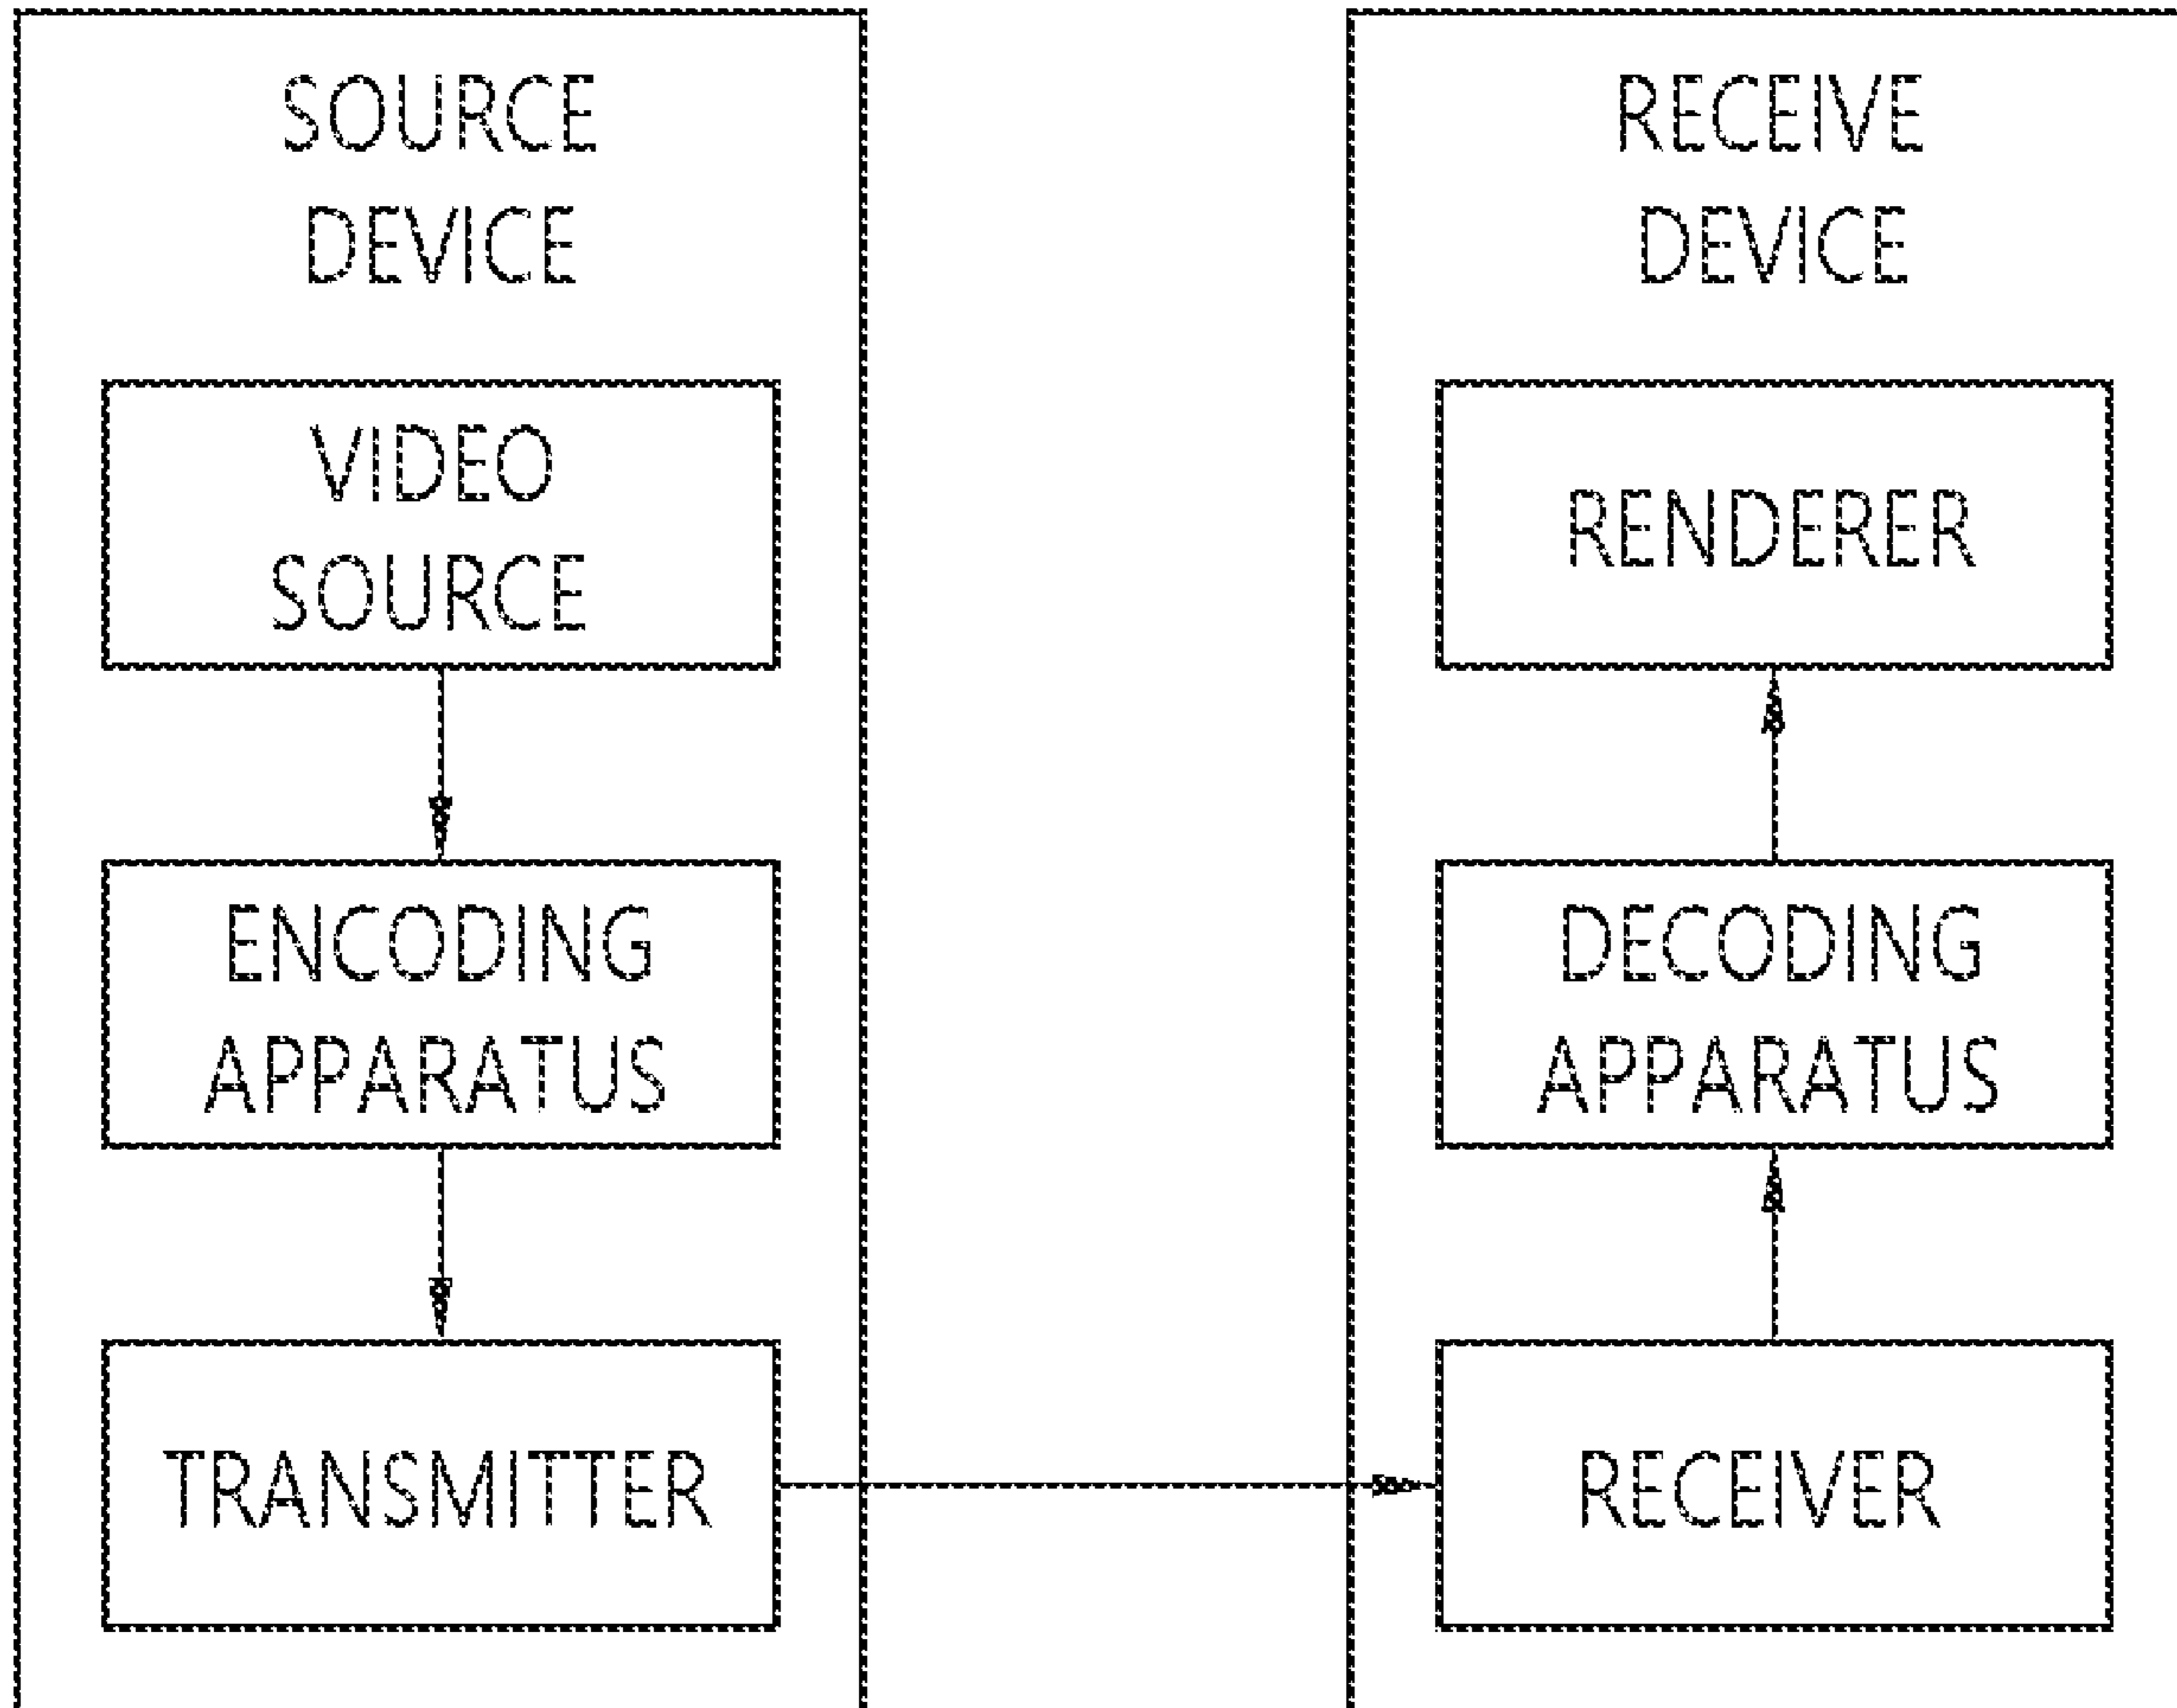 SOURCE
DEVICE
VIDEO
SOURCE
ENCODING
APPARATUS
TRANSMITTER
RECEIVE
DEVICE
RENDERER
DECODING
APPARATUS
RECEIVER